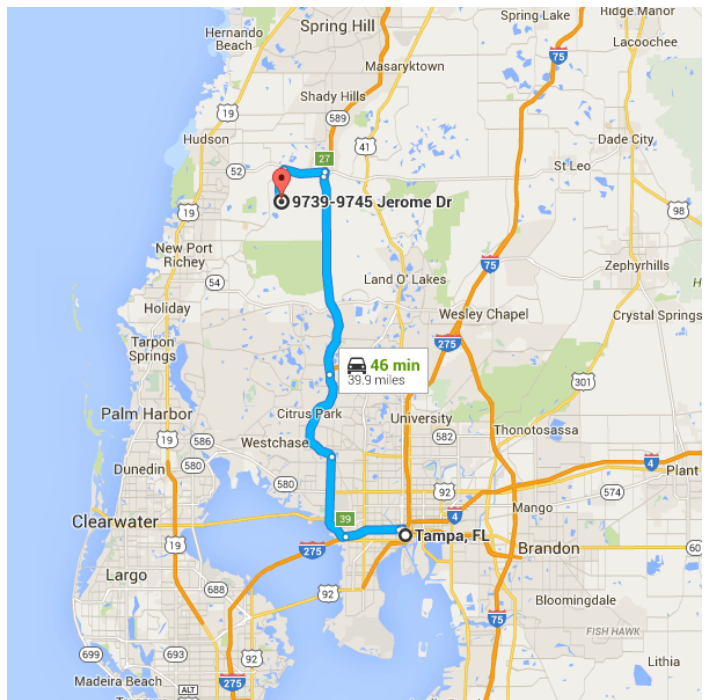 Spring Lake
Ridge Manor
Hernando
Beach
Spring Hill
Lacoochee
75
Masaryktown
19
Shady Hills
589
Dade City
Hudson
41
27
52
St Leo
52
9739-9745 Jerome Dr
19
98
New Port
Richey
75
Zephyrhills
Land O' Lakes
54
Holiday
Wesley Chapel
Crystal Springs
275
Tarpon
Springs
46 min
39.9 miles
301
Palm Harbor
Citrus Park
University
Thonotosassa
19
586
Westchase
582
4
Dunedin
580
580
92
574
Plant
Mango
39
4
Clearwater
Tampa, FL
19
275
Brandon
60
Largo
688
92
Bloomingdale
75
FISH HAWK
699
693
92
Lithia
Madeira Beach
275
ALT